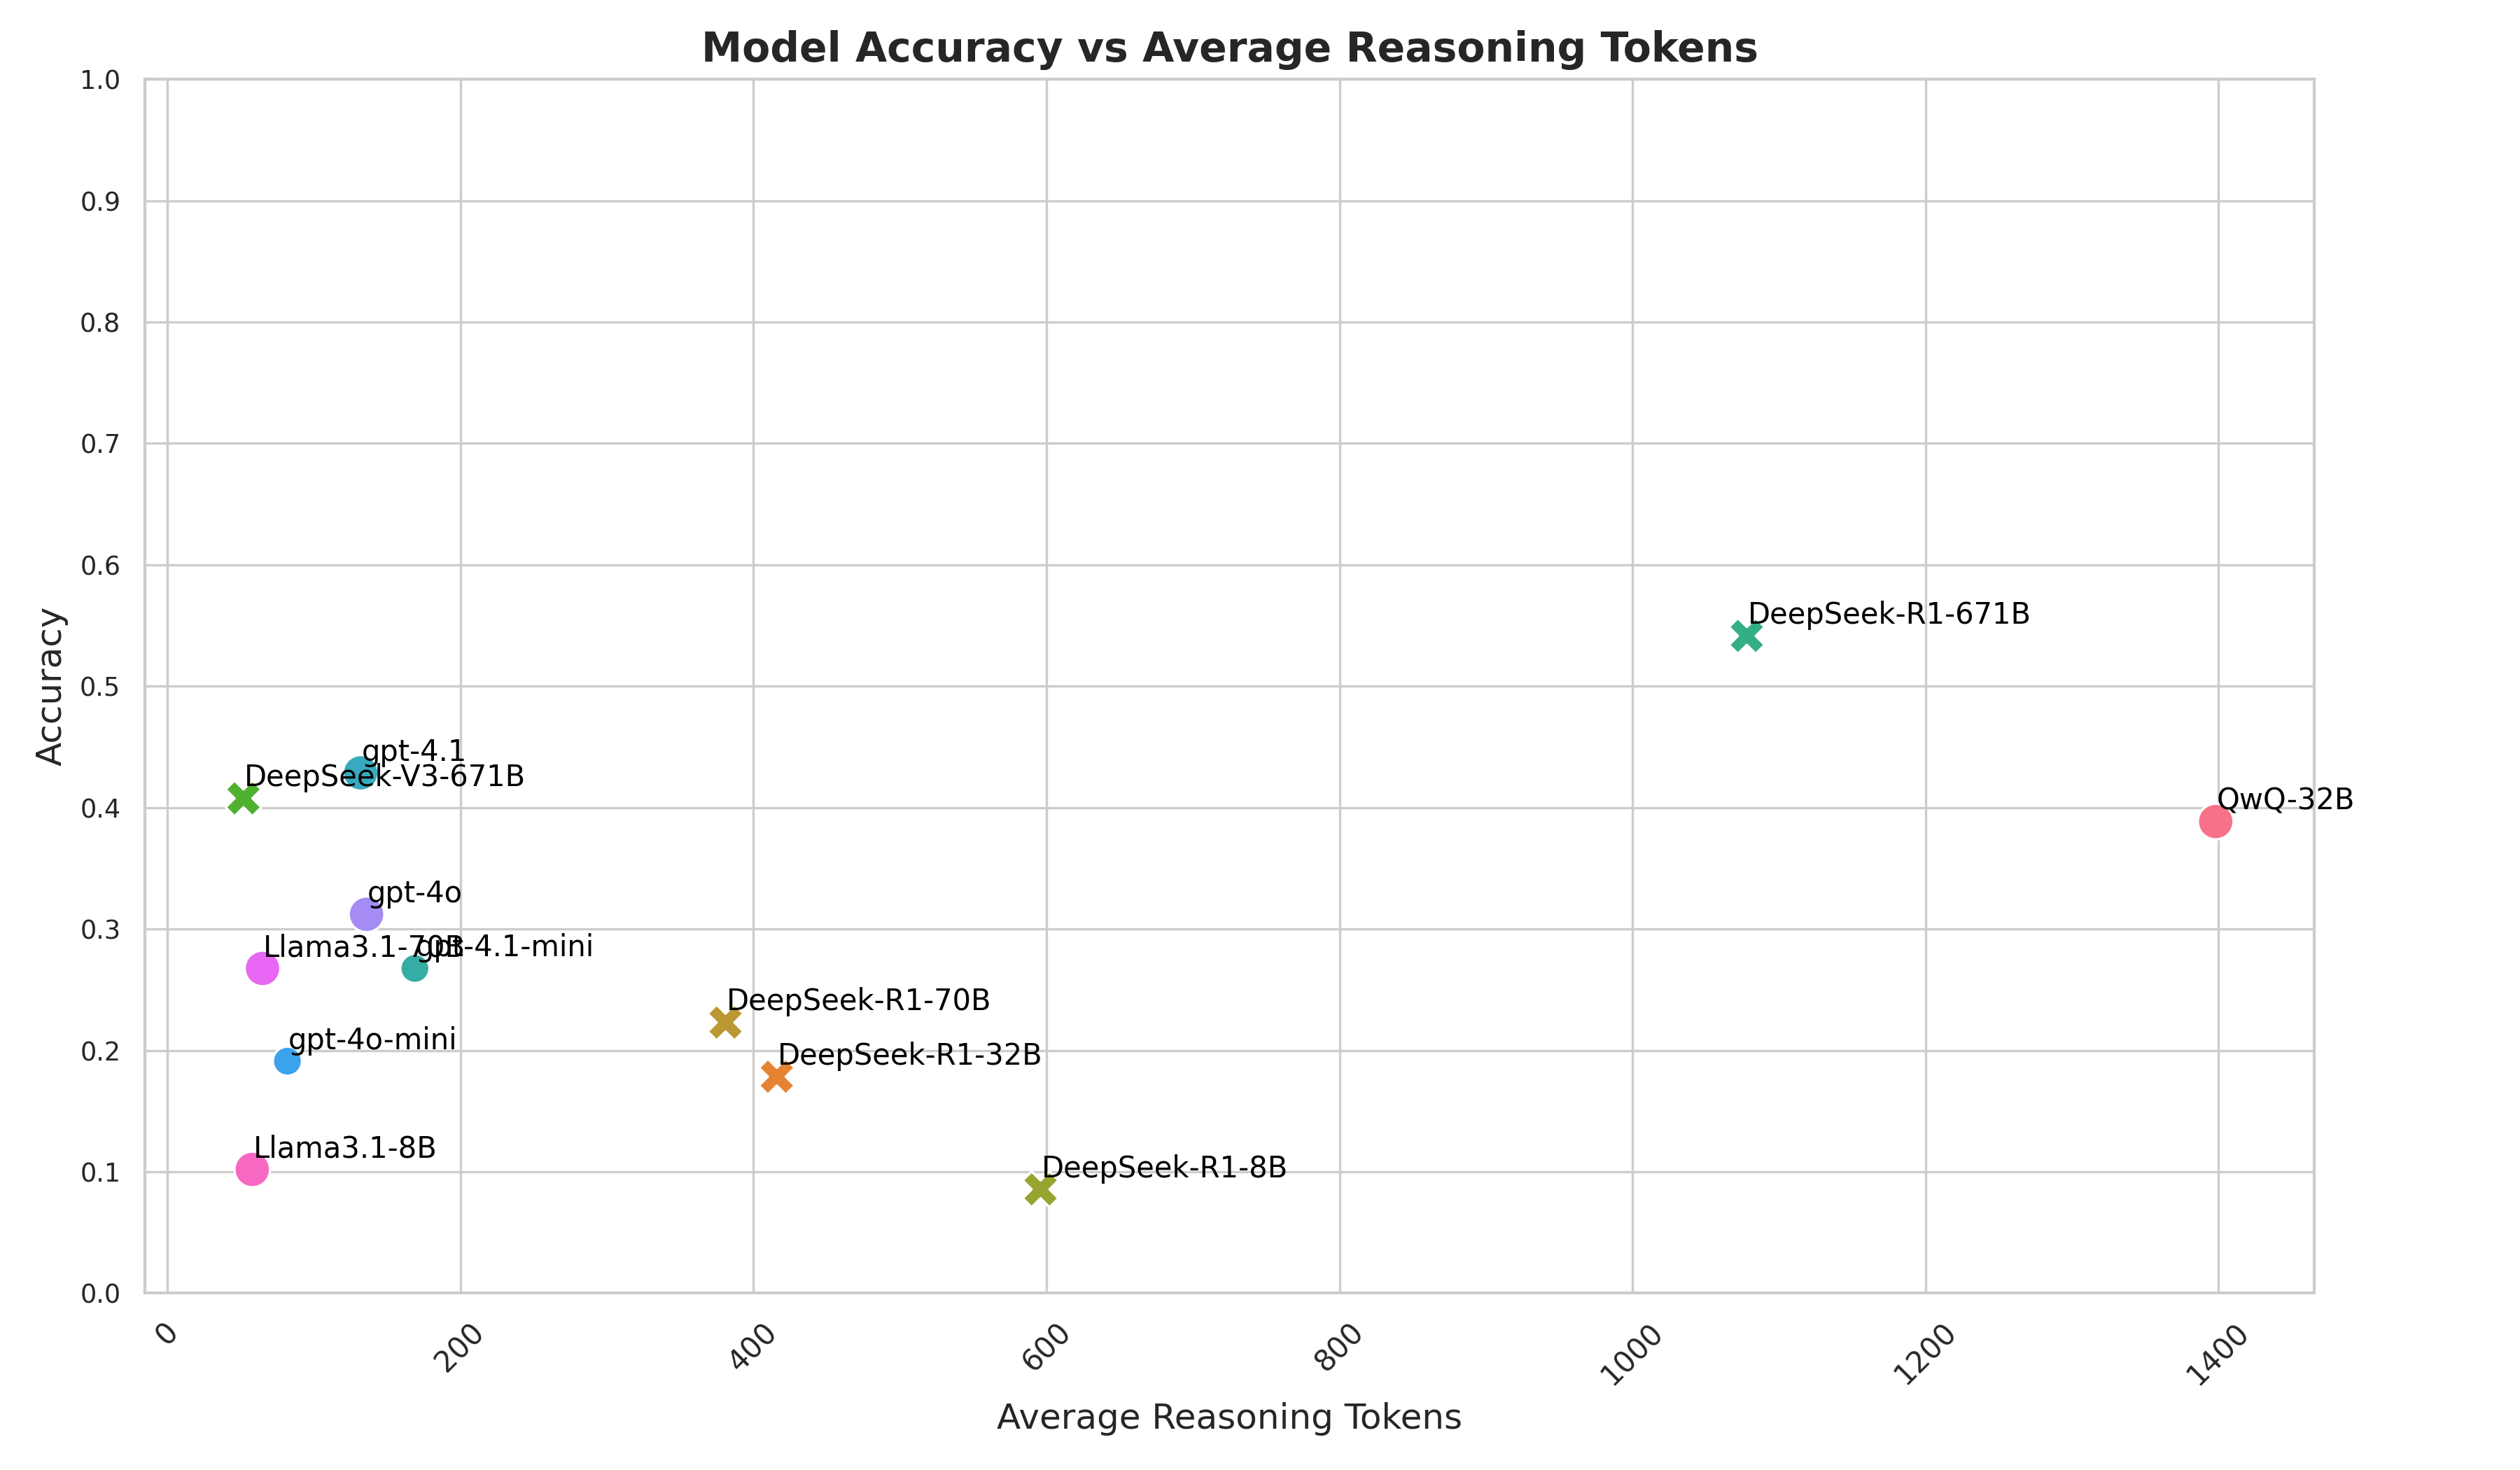 Model Accuracy vs Average Reasoning Tokens
1.0
0.9
0.8
0.7
0.6
0.5
0.4
0.3
0.2
0.1
0.0
Accuracy
DeepSeek-R1-671B
gpt-4.1
DeepSeek-V3-671B
QwQ-32B
gpt-4o
Llama3.1-70B
gpt-4.1-mini
DeepSeek-R1-70B
gpt-4o-mini
DeepSeek-R1-32B
Llama3.1-8B
DeepSeek-R1-8B
0
200
400
600
800
1000
1200
1400
Average Reasoning Tokens